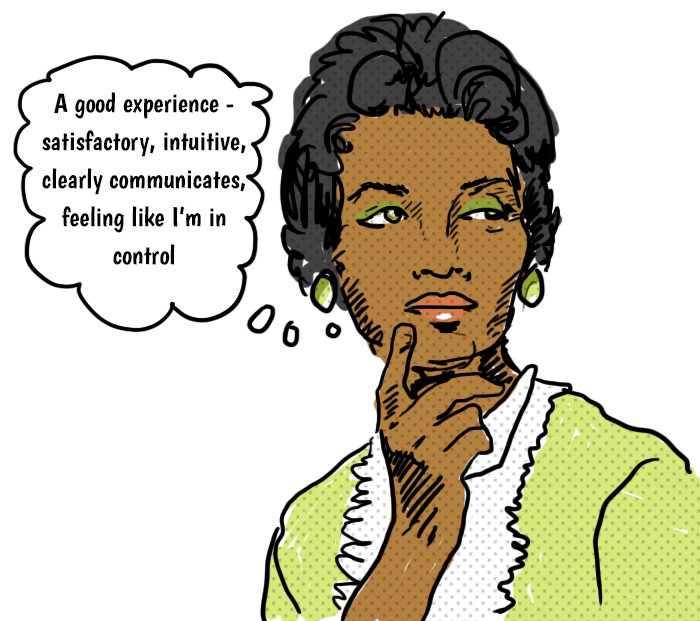 A good experience -
satisfactory, intuitive,
clearly communicates,
feeling like I'm in
control